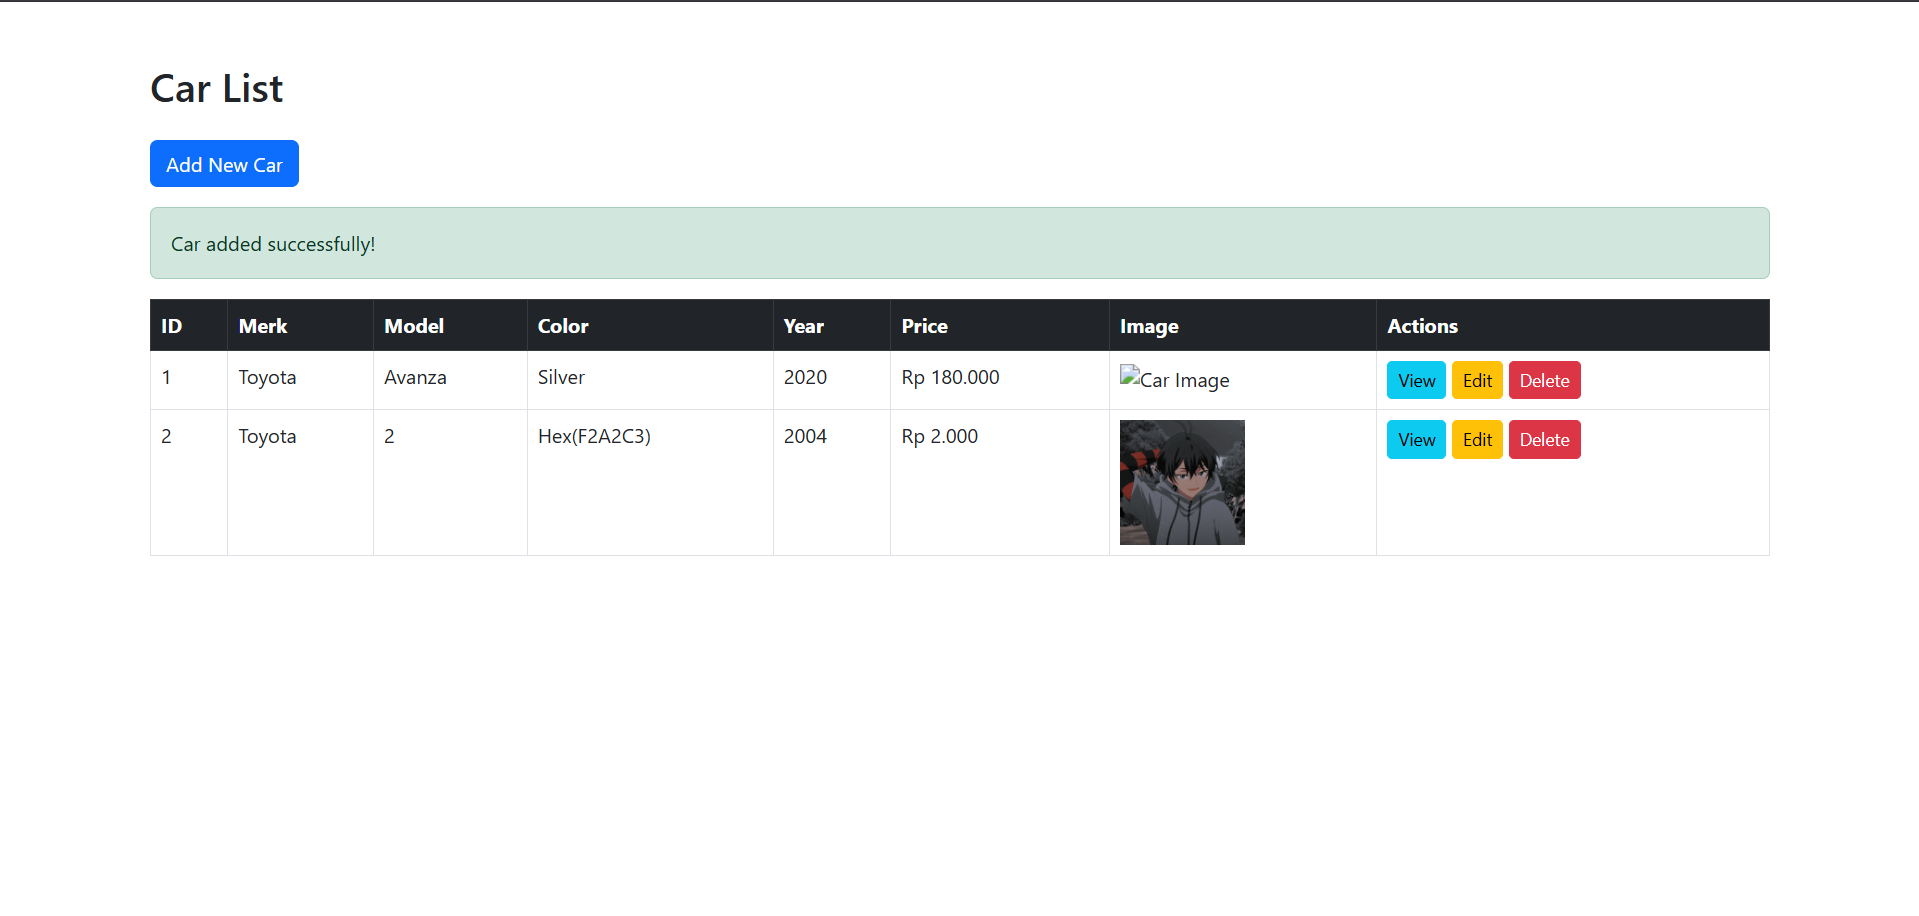 Car List
Add New Car
Car added successfully!
ID Merk Model Color Year Price Image Actions
1 Toyota Avanza Silver 2020 Rp 180.000 Car Image View Edit Delete
2 Toyota 2 Hex(F2A2C3) 2004 Rp 2.000 View Edit Delete